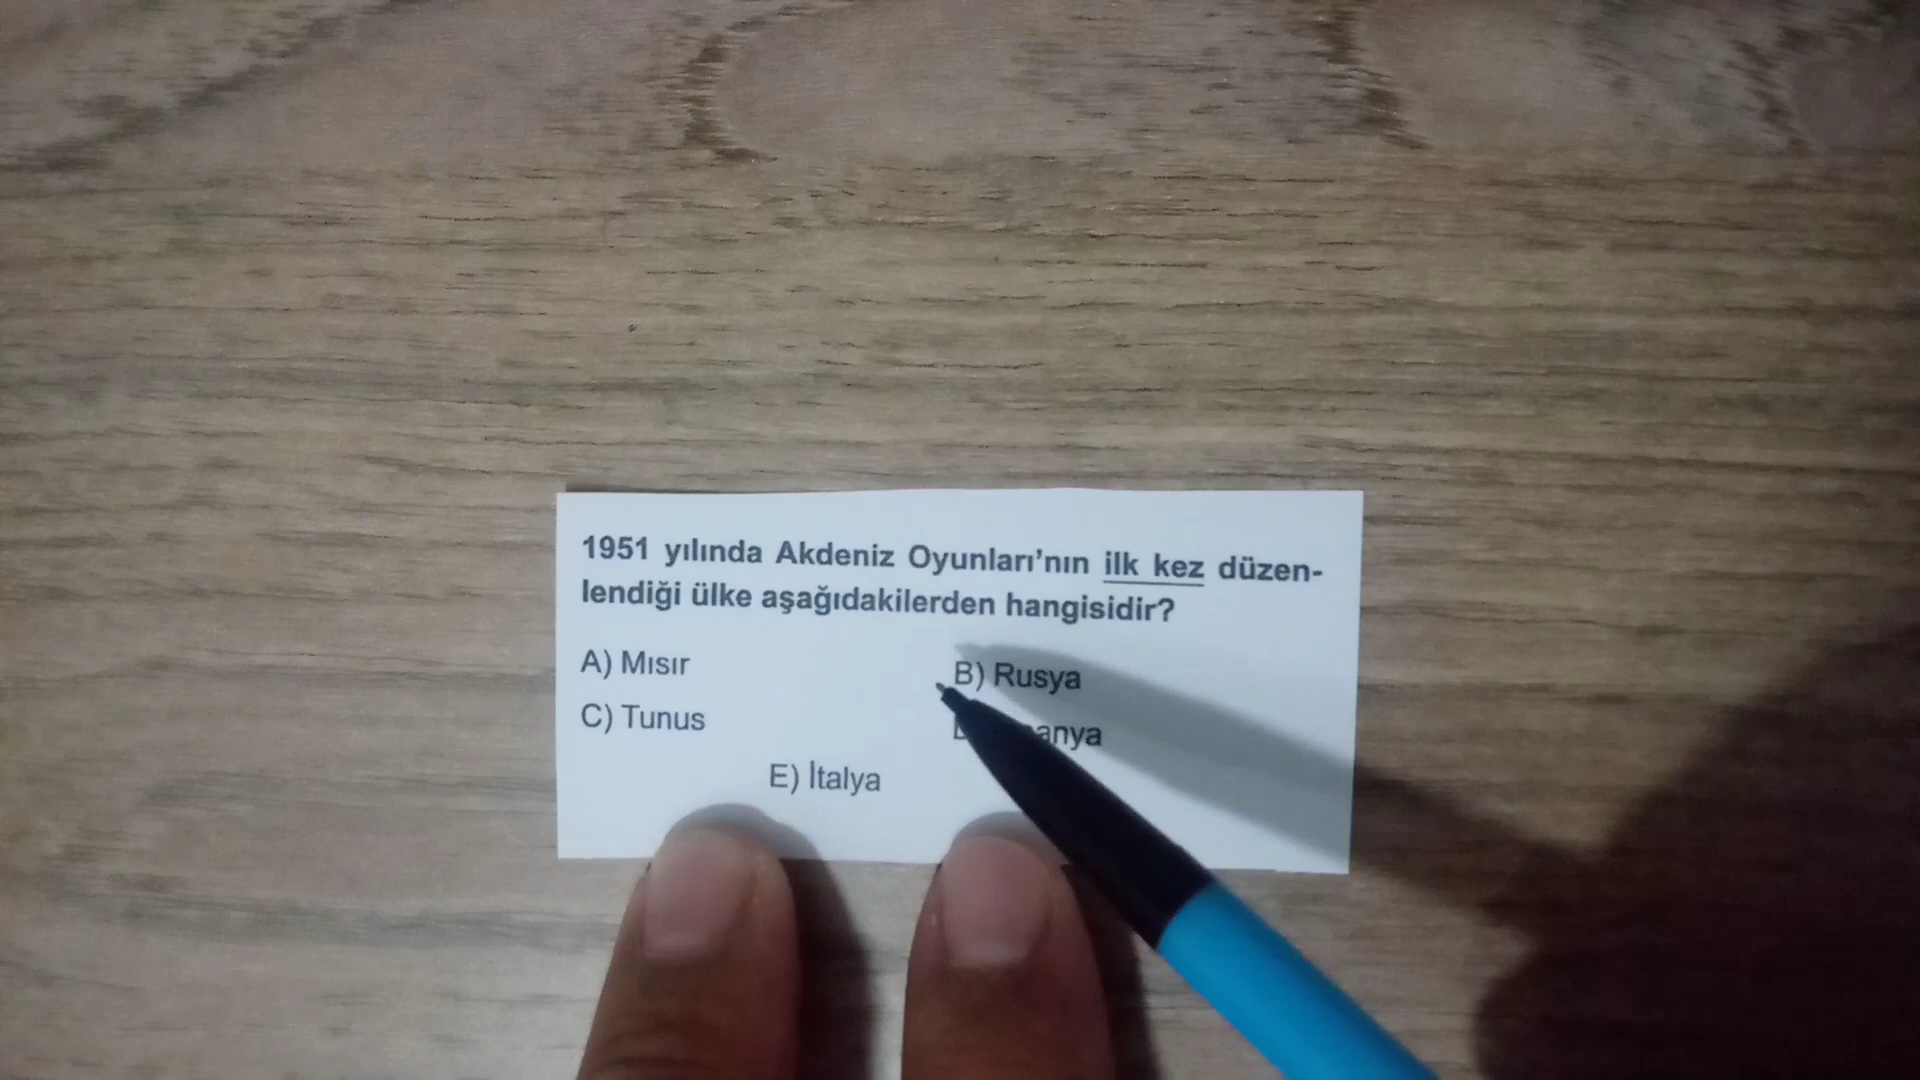 1951 yılında Akdeniz Oyunları'nın ilk kez düzen-
lendiği ülke aşağıdakilerden hangisidir?
A) Mısır B) Rusya
C) Tunus
E) İtalya